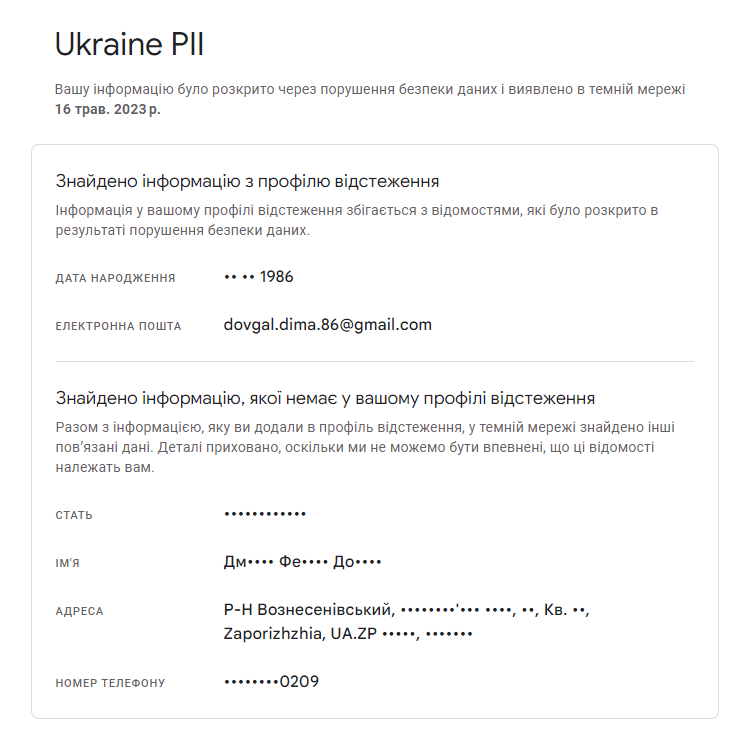 Ukraine PII
Вашу інформацію було розкрито через порушення безпеки даних і виявлено в темній мережі
16 трав. 2023 р.
Знайдено інформацію з профілю відстеження
Інформація у вашому профілі відстеження збігається з відомостями, які було розкрито в
результаті порушення безпеки даних.
ДАТА НАРОДЖЕННЯ •• •• 1986
ЕЛЕКТРОННА ПОШТА dovgal.dima.86@gmail.com
Знайдено інформацію, якої немає у вашому профілі відстеження
Разом з інформацією, яку ви додали в профіль відстеження, у темній мережі знайдено інші
пов’язані дані. Деталі приховано, оскільки ми не можемо бути впевнені, що ці відомості
належать вам.
СТАТЬ ••••••••••••
ІМ'Я Дм•••• Фе•••• До••••
АДРЕСА Р-Н Вознесенівський, ••••••••'••• ••••, ••, Кв. ••,
Zaporizhzhia, UA.ZP •••••, •••••••
НОМЕР ТЕЛЕФОНУ ••••••••0209